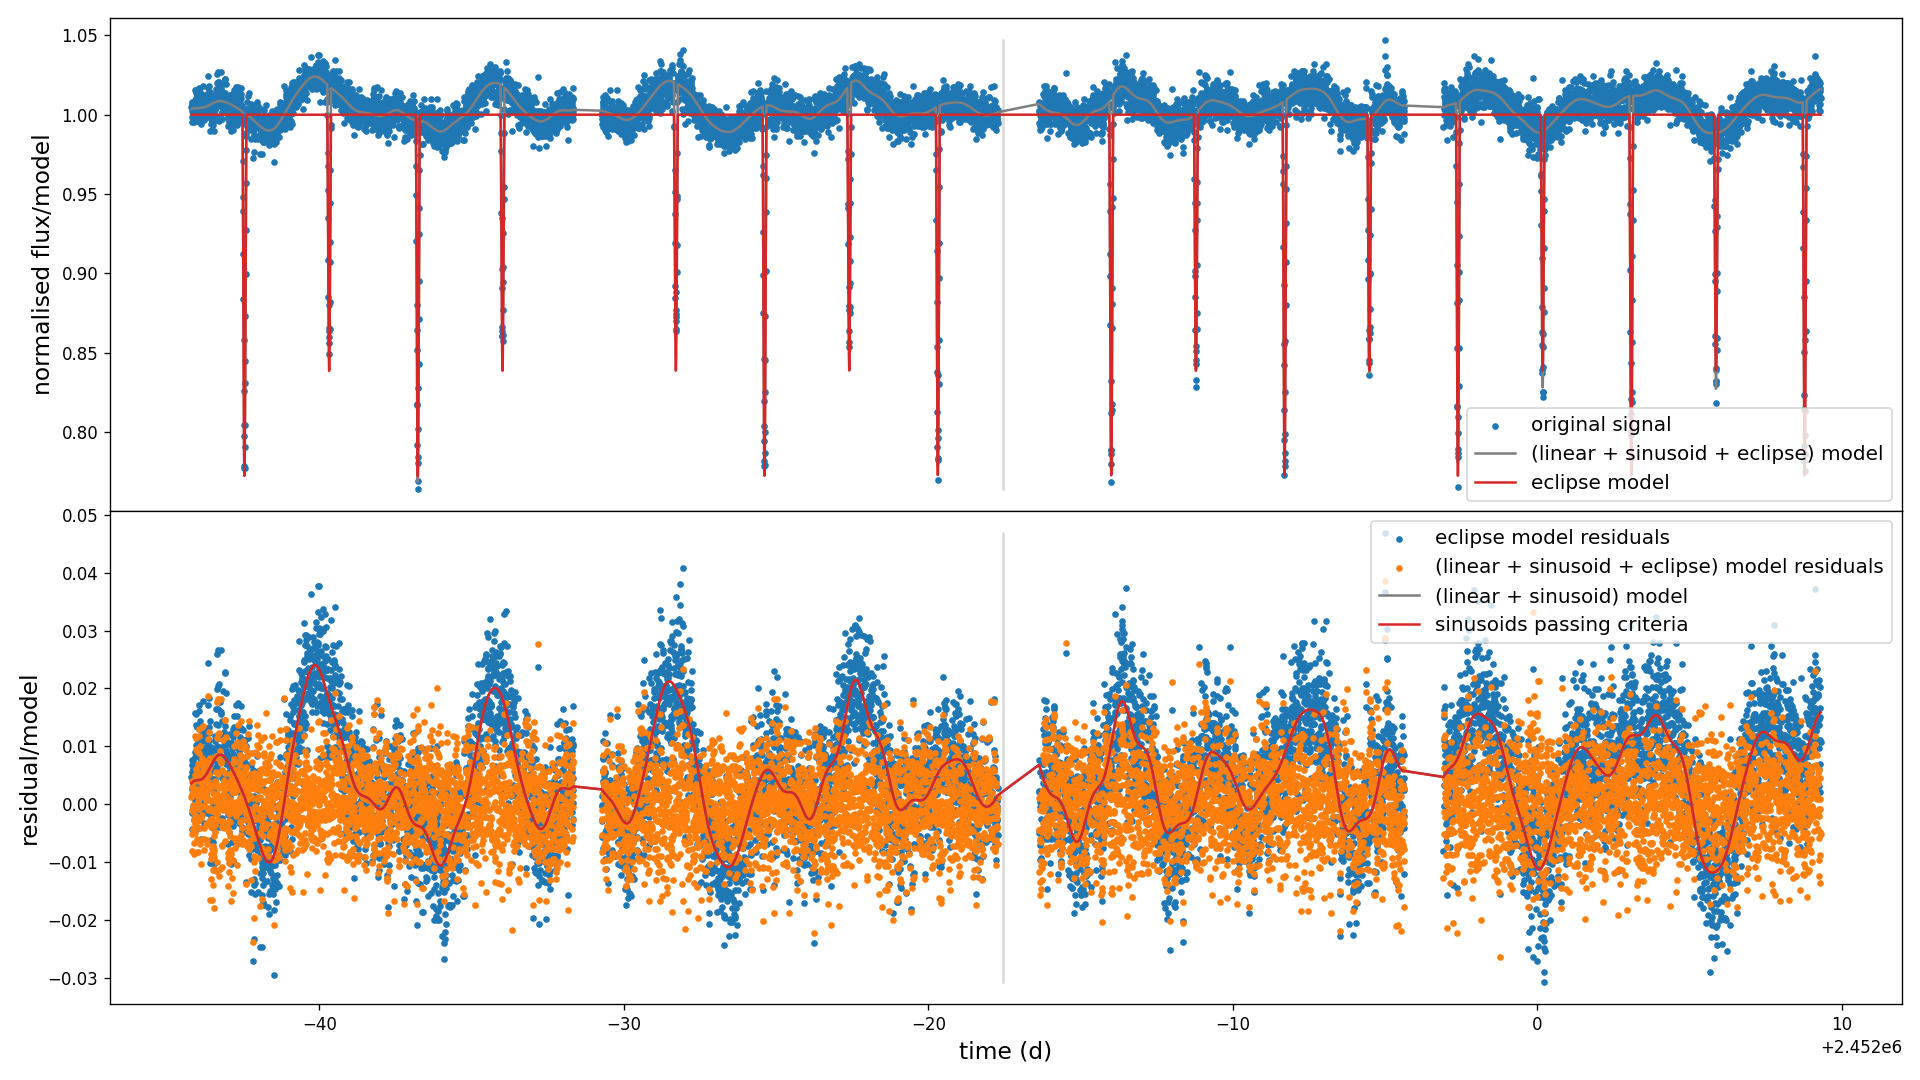 normalised flux/model
1.05
1.00
0.95
0.90
0.85
0.80
original signal
(linear + sinusoid + eclipse) model
eclipse model
residual/model
0.05
0.04
0.03
0.02
0.01
0.00
−0.01
−0.02
−0.03
eclipse model residuals
(linear + sinusoid + eclipse) model residuals
(linear + sinusoid) model
sinusoids passing criteria
−40
−30
−20
−10
0
10
time (d)
+2.452e6